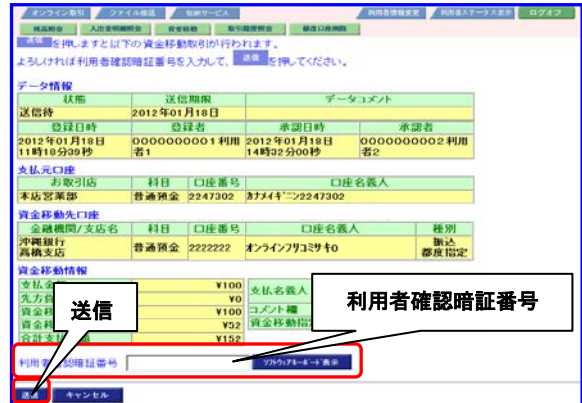 オンライン取引 ファイル伝送 収納サービス 利用者情報変更 利用者ステータス表示 ログオフ
残高照会 入出金明細照会 資金移動 取引履歴照会 都度口座削除
送信 を押しますと以下の資金移動取引が行われます。
よろしければ利用者確認暗証番号を入力して、 送信 を押してください。
データ情報
状態 送信期限 データコメント
送信待 2012年01月18日
登録日時 登録者 承認日時 承認者
2012年01月18日 0000000001利用 2012年01月18日 0000000002利用
11時18分39秒 者1 14時32分00秒 者2
支払元口座
お取引店 科目 口座番号 口座名義人
本店営業部 普通預金 2247302 カナメイキ゛ニン2247302
資金移動先口座
金融機関/支店名 科目 口座番号 口座名義人 種別
沖縄銀行 普通預金 2222222 オンラインフリコミサキ0 振込
高橋支店 都度指定
資金移動情報
支払金 ¥100 支払名義人
先方負 ¥0
資金移 ¥100 コメント欄
資金移 ¥52 資金移動指
合計支 額 ¥152
送信
利用者確認暗証番号
利用者 認暗証番号 ソフトウェアキーボード表示
送信 キャンセル